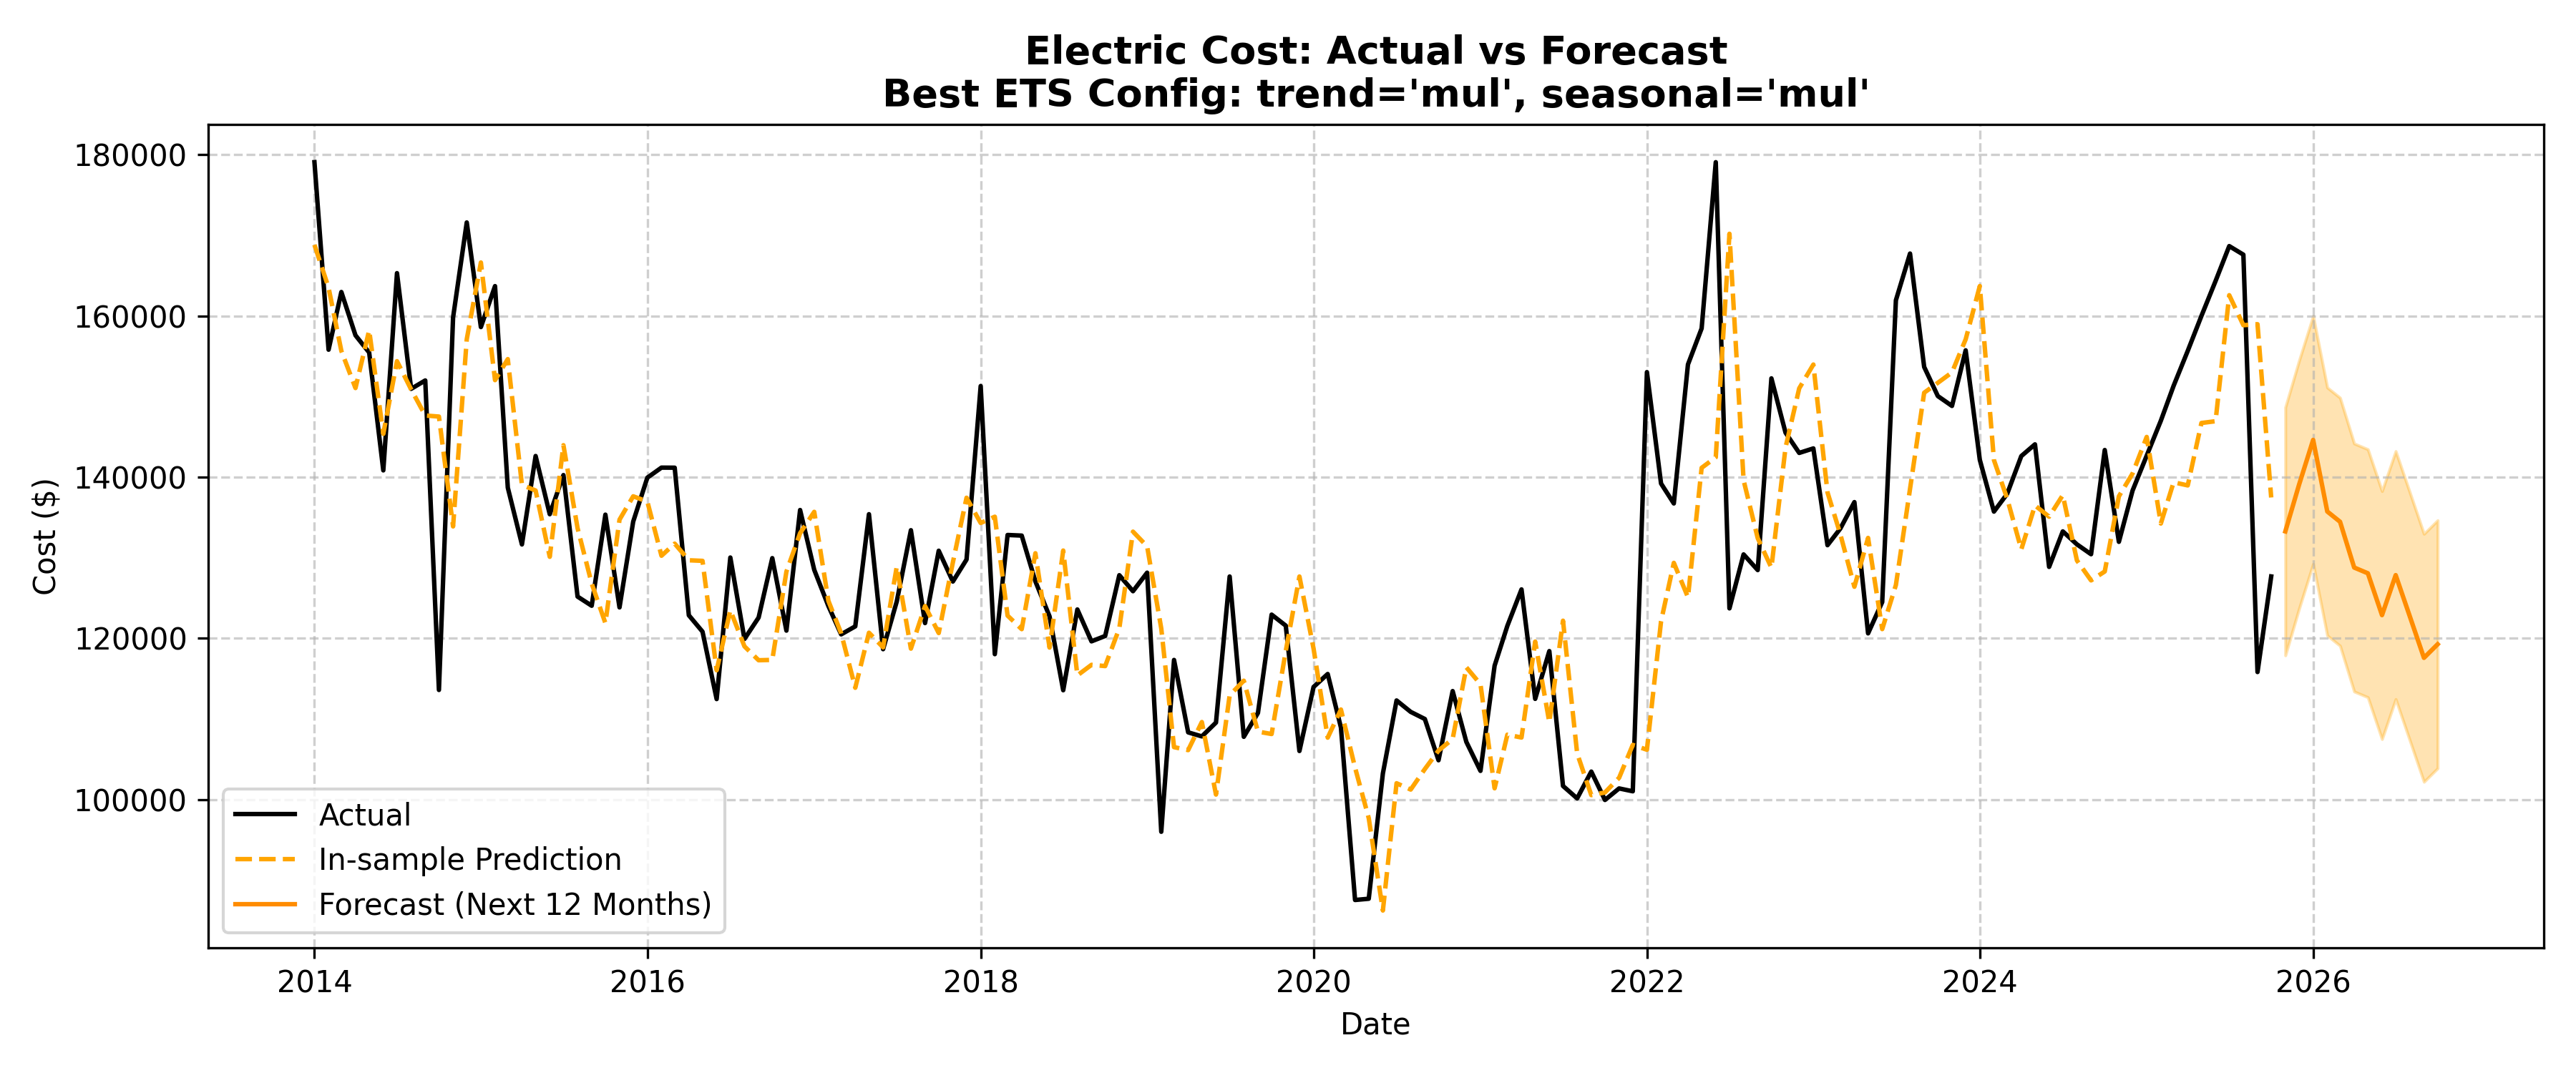 Electric Cost: Actual vs Forecast
Best ETS Config: trend='mul', seasonal='mul'
Cost ($)
180000
160000
140000
120000
100000
Actual
In-sample Prediction
Forecast (Next 12 Months)
2014
2016
2018
2020
2022
2024
2026
Date